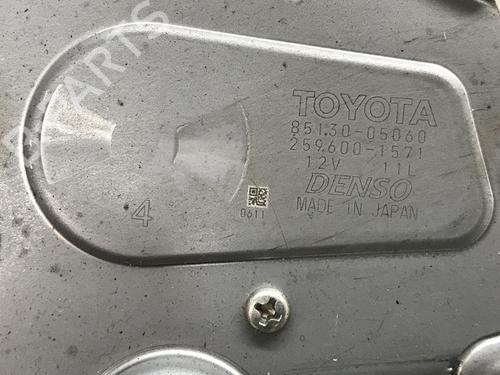 TOYOTA
85130-05060
259600-1571
12V 11L
DENSO
MADE IN JAPAN
4
0611